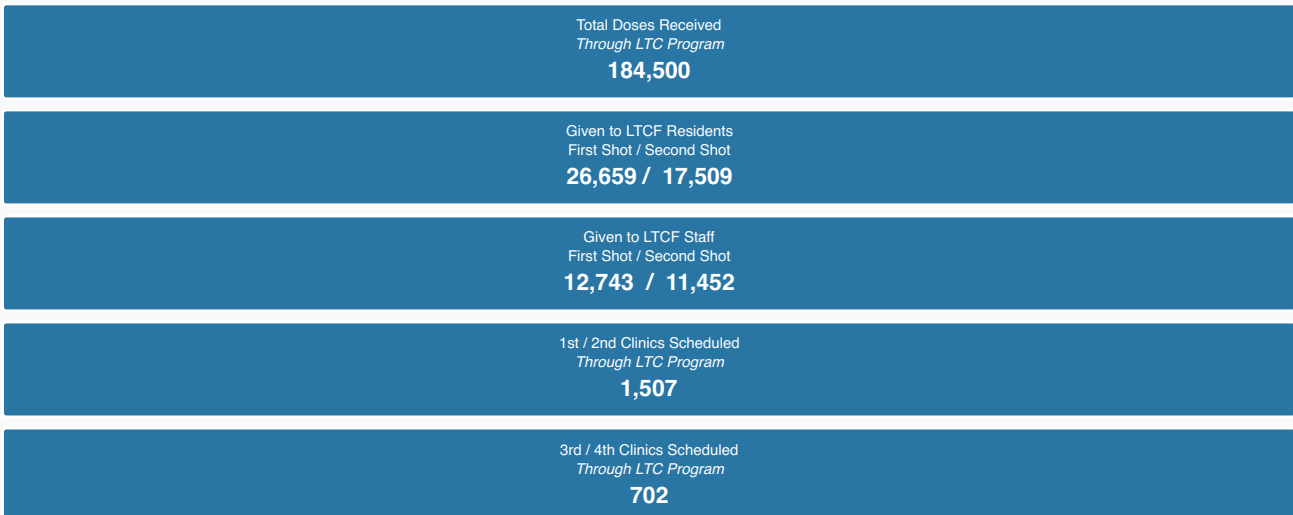 Total Doses Received
Through LTC Program
184,500
Given to LTCF Residents
First Shot / Second Shot
26,659 / 17,509
Given to LTCF Staff
First Shot / Second Shot
12,743 / 11,452
1st / 2nd Clinics Scheduled
Through LTC Program
1,507
3rd / 4th Clinics Scheduled
Through LTC Program
702